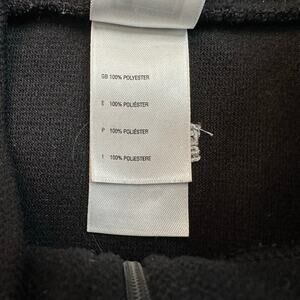 GB 100% POLYESTER
E 100% POLIÉSTER
P 100% POLIÉSTER
I 100% POLIESTERE